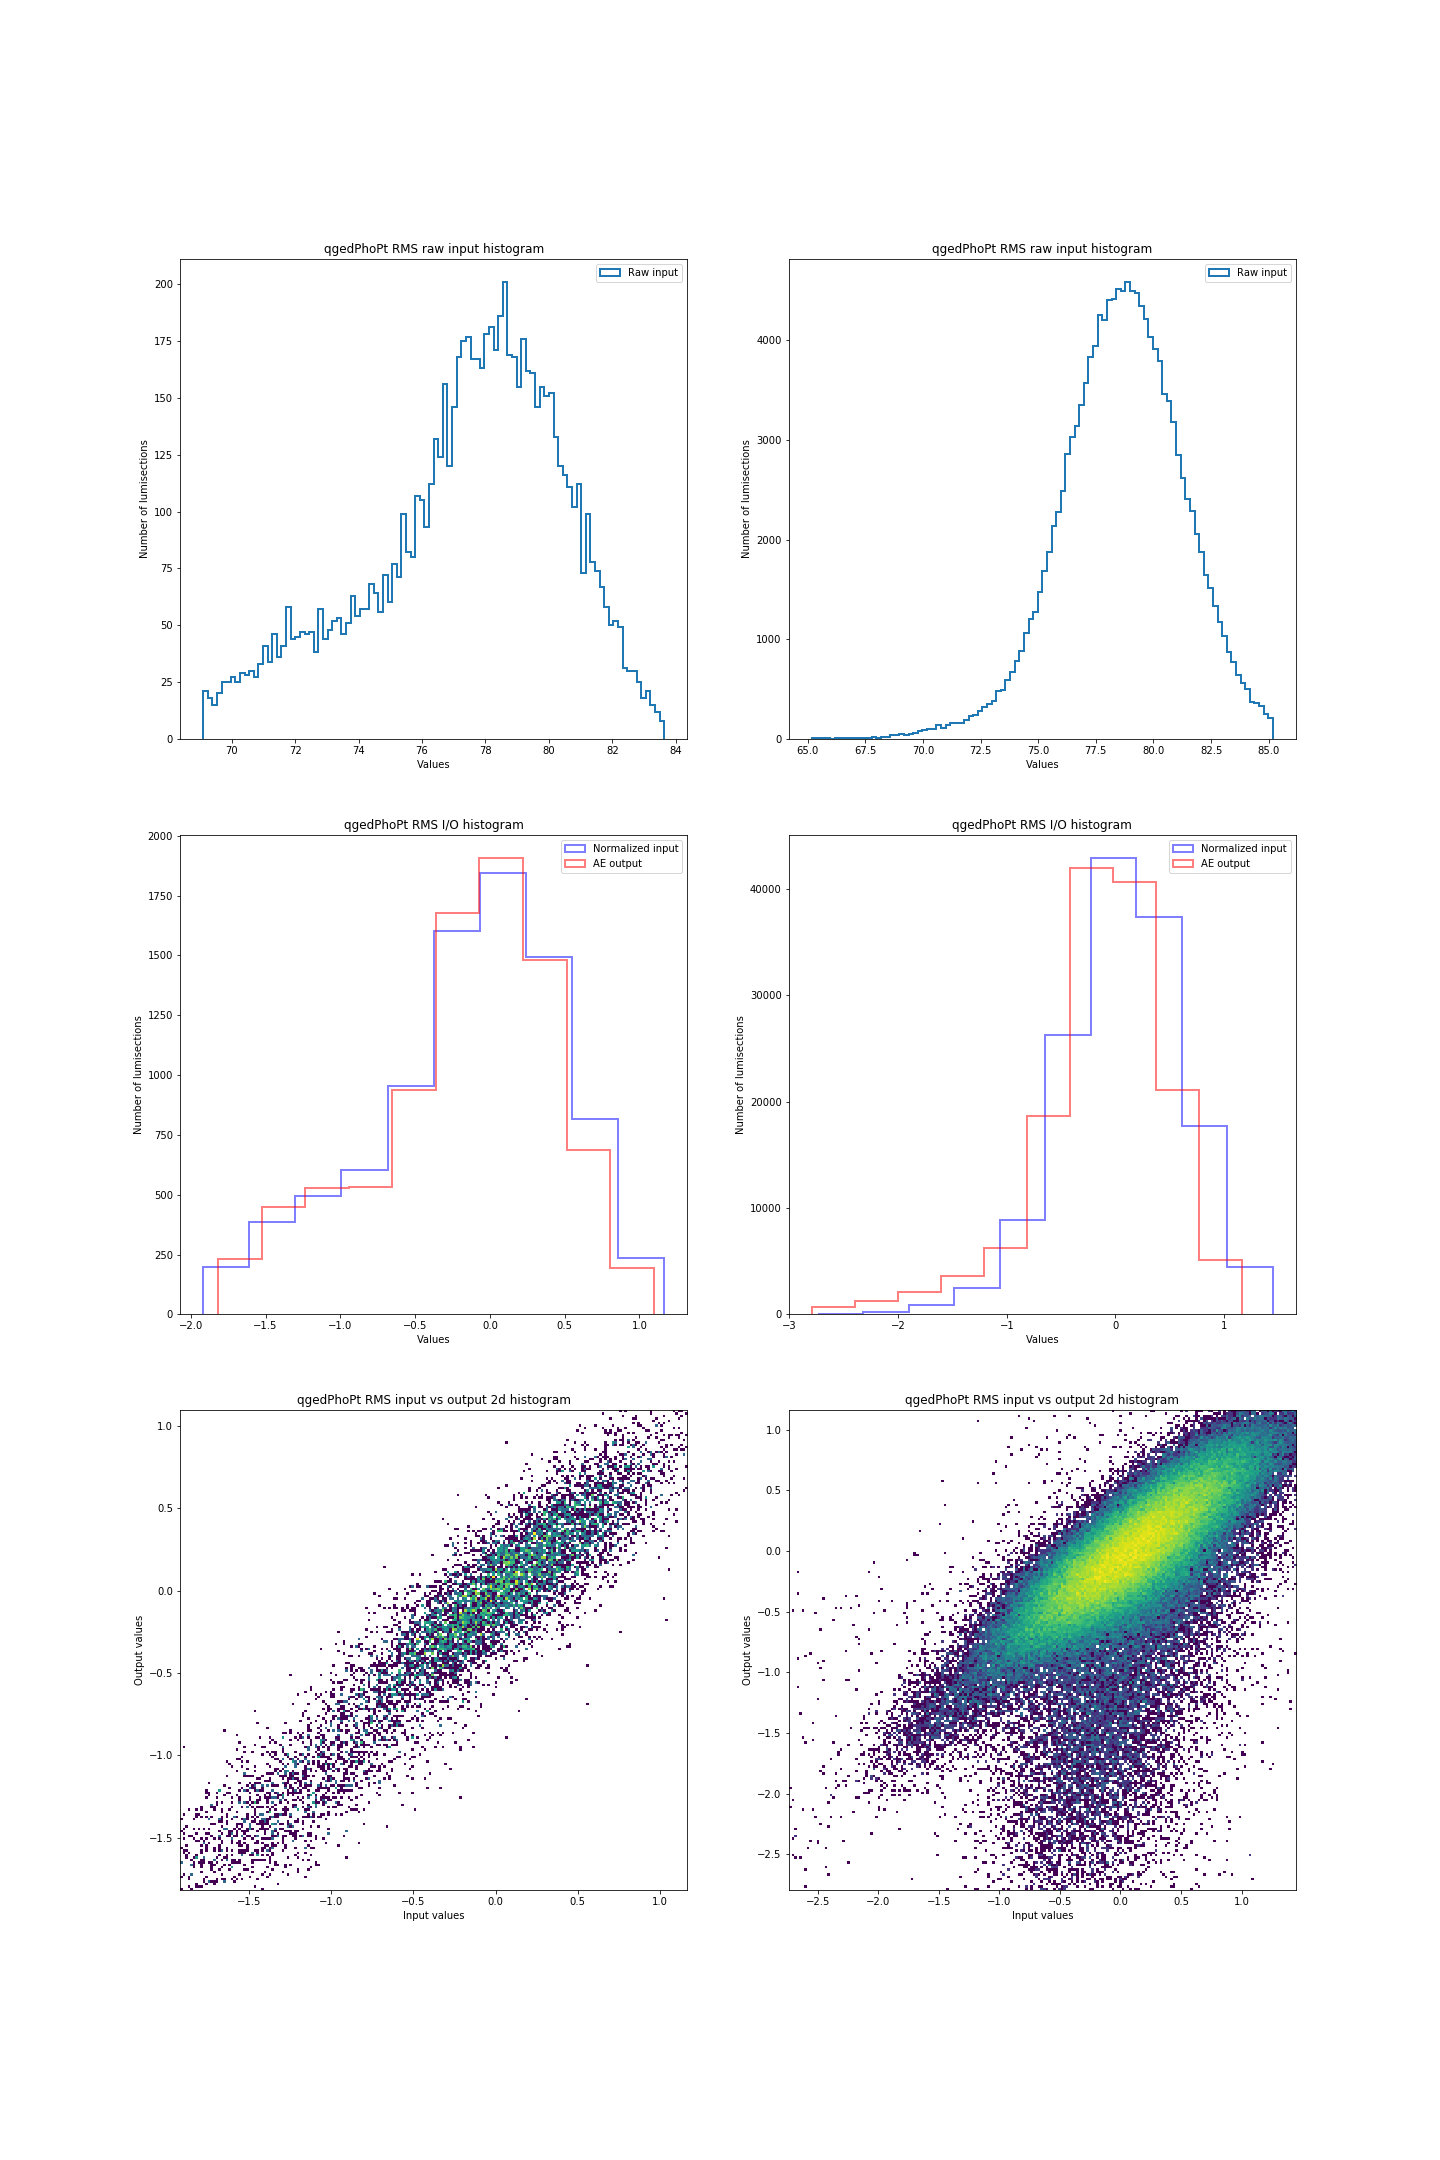 qgedPhoPt RMS raw input histogram
Raw input
200
175
150
125
100
75
50
25
0
Number of lumisections
70 72 74 76 78 80 82 84
Values
qgedPhoPt RMS raw input histogram
Raw input
4000
3000
2000
1000
0
Number of lumisections
65.0 67.5 70.0 72.5 75.0 77.5 80.0 82.5 85.0
Values
qgedPhoPt RMS I/O histogram
Normalized input
AE output
2000
1750
1500
1250
1000
750
500
250
0
Number of lumisections
−2.0 −1.5 −1.0 −0.5 0.0 0.5 1.0
Values
qgedPhoPt RMS I/O histogram
Normalized input
AE output
40000
30000
20000
10000
0
Number of lumisections
−3 −2 −1 0 1
Values
qgedPhoPt RMS input vs output 2d histogram
1.0
0.5
0.0
−0.5
−1.0
−1.5
Output values
−1.5 −1.0 −0.5 0.0 0.5 1.0
Input values
qgedPhoPt RMS input vs output 2d histogram
1.0
0.5
0.0
−0.5
−1.0
−1.5
−2.0
−2.5
Output values
−2.5 −2.0 −1.5 −1.0 −0.5 0.0 0.5 1.0
Input values